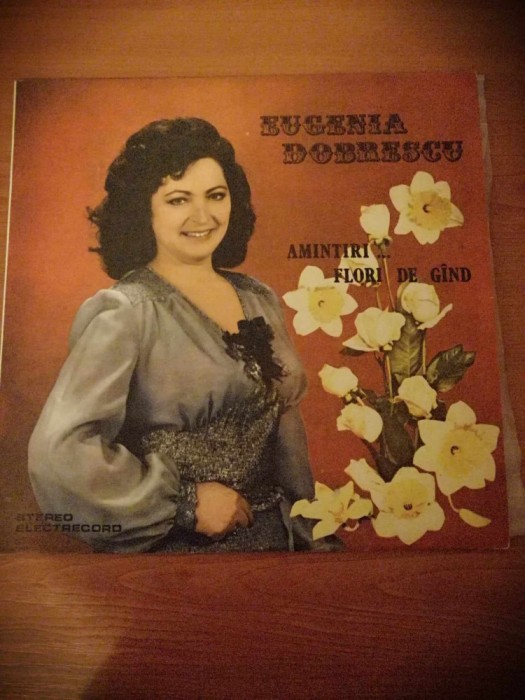 EUGENIA
DOBRESCU
AMINTIRI...
FLORI DE GÎND
STEREO
ELECTRECORD